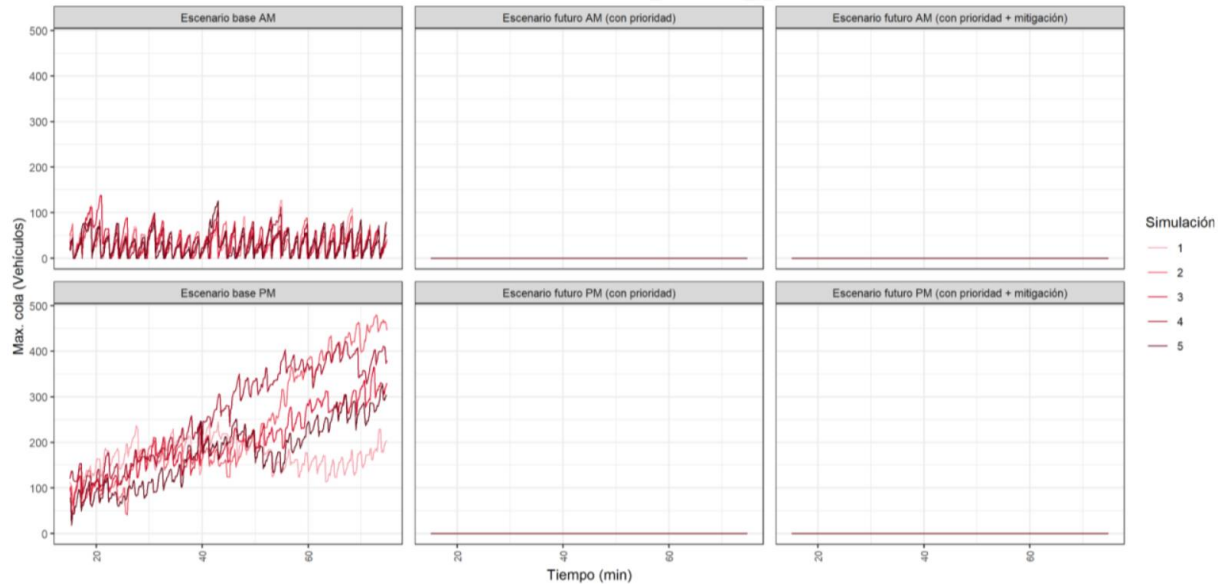 Escenario base AM
Escenario futuro AM (con prioridad)
Escenario futuro AM (con prioridad + mitigación)
500
400
300
200
100
0
Escenario base PM
Escenario futuro PM (con prioridad)
Escenario futuro PM (con prioridad + mitigación)
500
400
300
200
100
0
Max. cola (Vehículos)
20
40
60
20
40
60
20
40
60
Tiempo (min)
Simulación
1
2
3
4
5